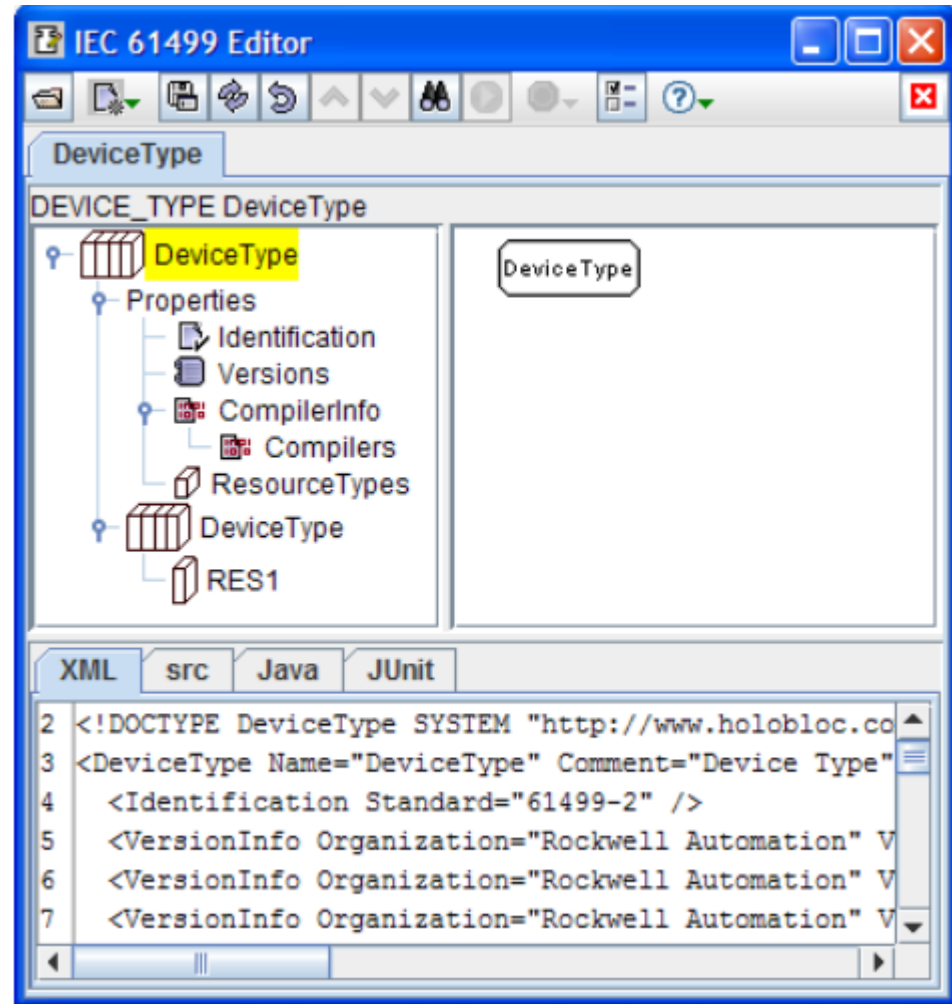 IEC 61499 Editor
DeviceType
DEVICE_TYPE DeviceType
DeviceType
Properties
Identification
Versions
CompilerInfo
Compilers
ResourceTypes
DeviceType
RES1
DeviceType
XML src Java JUnit
2 <!DOCTYPE DeviceType SYSTEM "http://www.holobloc.co
3 <DeviceType Name="DeviceType" Comment="Device Type"
4 <Identification Standard="61499-2" />
5 <VersionInfo Organization="Rockwell Automation" V
6 <VersionInfo Organization="Rockwell Automation" V
7 <VersionInfo Organization="Rockwell Automation" V